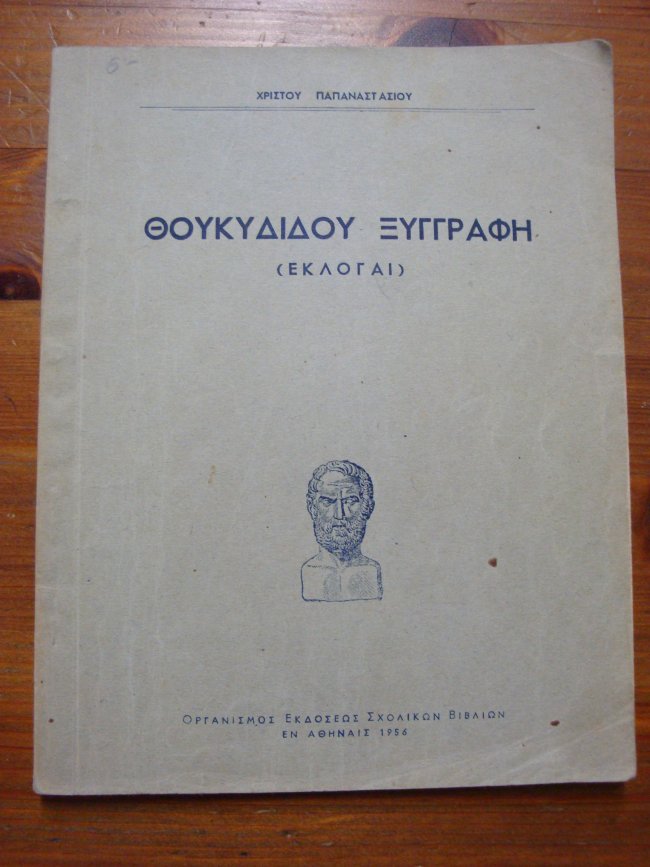 ΧΡΙΣΤΟΥ ΠΑΠΑΝΑΣΤΑΣΙΟΥ
ΘΟΥΚΥΔΙΔΟΥ ΞΥΓΓΡΑΦΗ
(ΕΚΛΟΓΑΙ)
ΟΡΓΑΝΙΣΜΟΣ ΕΚΔΟΣΕΩΣ ΣΧΟΛΙΚΩΝ ΒΙΒΛΙΩΝ
ΕΝ ΑΘΗΝΑΙΣ 1956